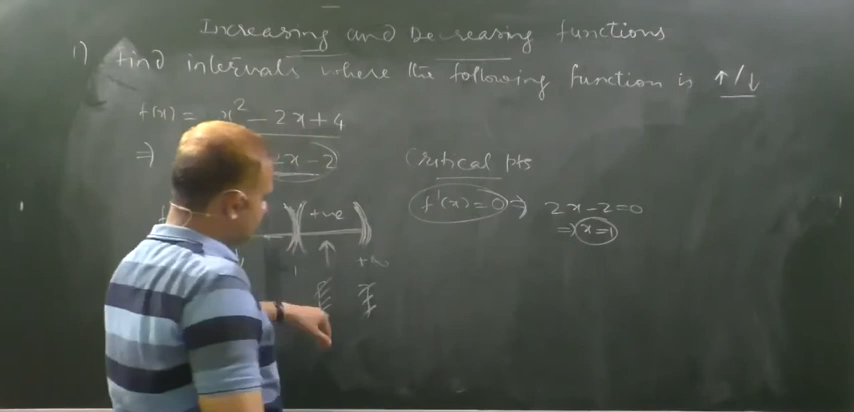 Increasing and Decreasing functions
1) Find intervals where the following function is ↑/↓
f(x) = x² - 2x + 4
⇒ 2x - 2
Critical pts
f'(x) = 0 ⇒ 2x - 2 = 0
⇒ x = 1
+ve
1 +∞